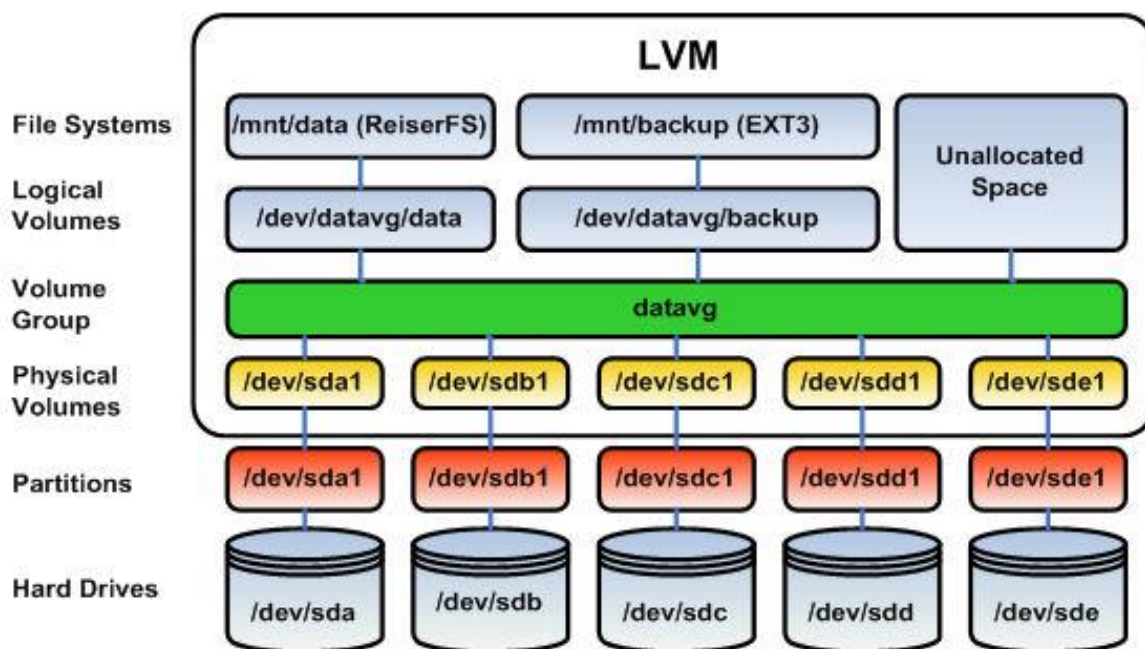 LVM
File Systems
/mnt/data (ReiserFS)
/mnt/backup (EXT3)
Unallocated
Space
Logical
Volumes
/dev/datavg/data
/dev/datavg/backup
Volume
Group
datavg
Physical
Volumes
/dev/sda1
/dev/sdb1
/dev/sdc1
/dev/sdd1
/dev/sde1
Partitions
/dev/sda1
/dev/sdb1
/dev/sdc1
/dev/sdd1
/dev/sde1
Hard Drives
/dev/sda
/dev/sdb
/dev/sdc
/dev/sdd
/dev/sde